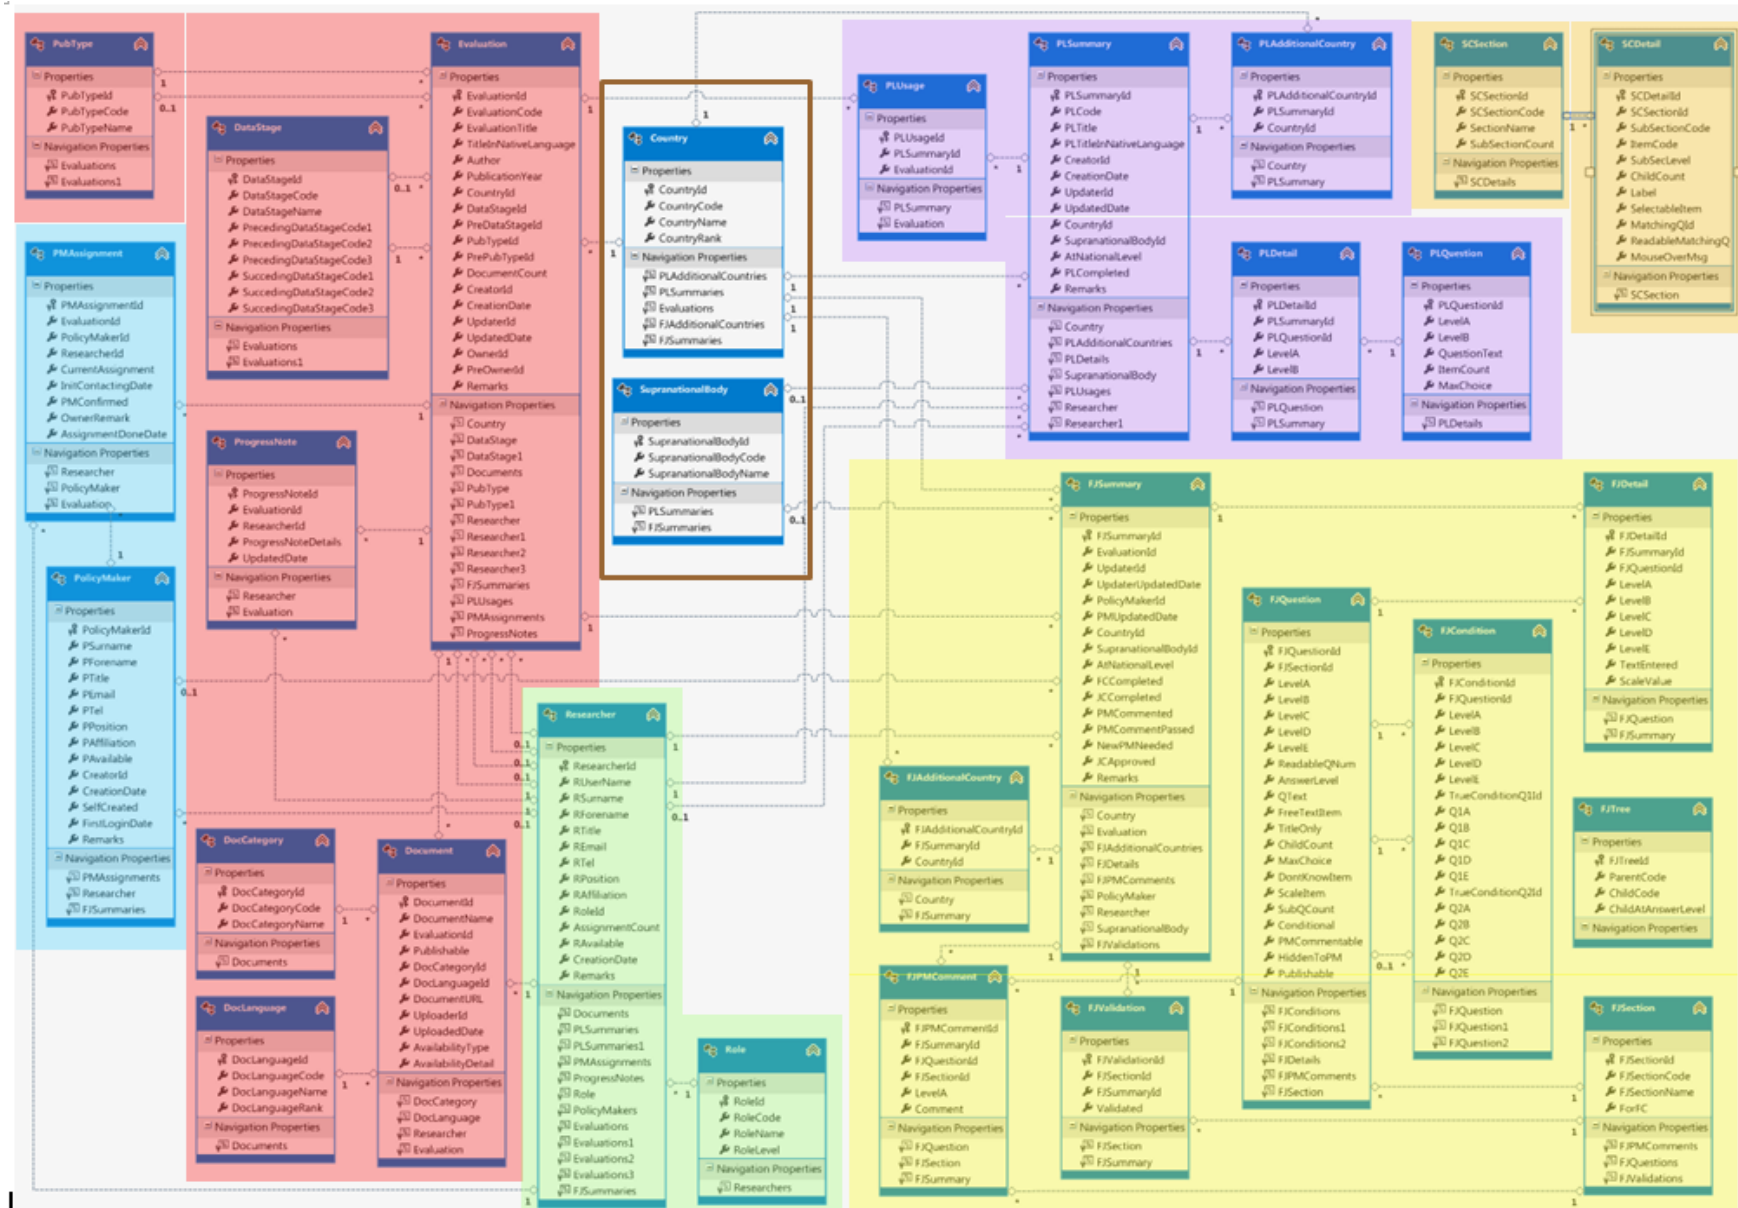 PubType
Properties
PubTypeId
PubTypeCode
PubTypeName
Navigation Properties
Evaluations
Evaluations1
DataStage
Properties
DataStageId
DataStageCode
DataStageName
PrecedingDataStageCode1
PrecedingDataStageCode2
PrecedingDataStageCode3
SuccedingDataStageCode1
SuccedingDataStageCode2
SuccedingDataStageCode3
Navigation Properties
Evaluations
Evaluations1
Evaluation
Properties
EvaluationId
EvaluationCode
EvaluationTitle
TitleInNativeLanguage
Author
PublicationYear
CountryId
DataStageId
PreDataStageId
PubTypeId
PrePubTypeId
DocumentCount
CreatorId
CreationDate
UpdaterId
UpdatedDate
OwnerId
PreOwnerId
Remarks
Navigation Properties
Country
DataStage
DataStage1
Documents
PubType
PubType1
Researcher
Researcher1
Researcher2
Researcher3
FJSummaries
PLUsages
PMAssignments
ProgressNotes
PMAssignment
Properties
PMAssignmentId
EvaluationId
PolicyMakerId
ResearcherId
CurrentAssignment
InitContactingDate
PMConfirmed
OwnerRemark
AssignmentDoneDate
Navigation Properties
Researcher
PolicyMaker
Evaluation
ProgressNote
Properties
ProgressNoteId
EvaluationId
ResearcherId
ProgressNoteDetails
UpdatedDate
Navigation Properties
Researcher
Evaluation
PolicyMaker
Properties
PolicyMakerId
PSurname
PForename
PTitle
PEmail
PTel
PPosition
PAffiliation
PAvailable
CreatorId
CreationDate
SelfCreated
FirstLoginDate
Remarks
Navigation Properties
PMAssignments
Researcher
FJSummaries
DocCategory
Properties
DocCategoryId
DocCategoryCode
DocCategoryName
Navigation Properties
Documents
DocLanguage
Properties
DocLanguageId
DocLanguageCode
DocLanguageName
DocLanguageRank
Navigation Properties
Documents
Document
Properties
DocumentId
DocumentName
EvaluationId
Publishable
DocCategoryId
DocLanguageId
DocumentURL
UploaderId
UploadedDate
AvailabilityType
AvailabilityDetail
Navigation Properties
DocCategory
DocLanguage
Researcher
Evaluation
Researcher
Properties
ResearcherId
RUserName
RSurname
RForename
RTitle
REmail
RTel
RPosition
RAffiliation
RoleId
AssignmentCount
RAvailable
CreationDate
Remarks
Navigation Properties
Documents
PLSummaries
PLSummaries1
PMAssignments
ProgressNotes
Role
PolicyMakers
Evaluations
Evaluations1
Evaluations2
Evaluations3
FJSummaries
Role
Properties
RoleId
RoleCode
RoleName
RoleLevel
Navigation Properties
Researchers
Country
Properties
CountryId
CountryCode
CountryName
CountryRank
Navigation Properties
PLAdditionalCountries
PLSummaries
Evaluations
FJAdditionalCountries
FJSummaries
SupranationalBody
Properties
SupranationalBodyId
SupranationalBodyCode
SupranationalBodyName
Navigation Properties
PLSummaries
FJSummaries
PLUsage
Properties
PLUsageId
PLSummaryId
EvaluationId
Navigation Properties
PLSummary
Evaluation
PLSummary
Properties
PLSummaryId
PLCode
PLTitle
PLTitleInNativeLanguage
CreatorId
CreationDate
UpdaterId
UpdatedDate
CountryId
SupranationalBodyId
AtNationalLevel
PLCompleted
Remarks
Navigation Properties
Country
PLAdditionalCountries
PLDetails
SupranationalBody
PLUsages
Researcher
Researcher1
PLAdditionalCountry
Properties
PLAdditionalCountryId
PLSummaryId
CountryId
Navigation Properties
Country
PLSummary
PLDetail
Properties
PLDetailId
PLSummaryId
PLQuestionId
LevelA
LevelB
Navigation Properties
PLQuestion
PLSummary
PLQuestion
Properties
PLQuestionId
LevelA
LevelB
QuestionText
ItemCount
MaxChoice
Navigation Properties
PLDetails
SCSection
Properties
SCSectionId
SCSectionCode
SectionName
SubSectionCount
Navigation Properties
SCDetails
SCDetail
Properties
SCDetailId
SCSectionId
SubSectionCode
ItemCode
SubSecLevel
ChildCount
Label
SelectableItem
MatchingQId
ReadableMatchingQ
MouseOverMsg
Navigation Properties
SCSection
FJSummary
Properties
FJSummaryId
EvaluationId
UpdaterId
UpdaterUpdatedDate
PolicyMakerId
PMUpdatedDate
CountryId
SupranationalBodyId
AtNationalLevel
FCCompleted
JCCompleted
PMCommented
PMCommentPassed
NewPMNeeded
JCApproved
Remarks
Navigation Properties
Country
Evaluation
FJAdditionalCountries
FJDetails
FJPMComments
PolicyMaker
Researcher
SupranationalBody
FJValidations
FJAdditionalCountry
Properties
FJAdditionalCountryId
FJSummaryId
CountryId
Navigation Properties
Country
FJSummary
FJPMComment
Properties
FJPMCommentId
FJSummaryId
FJQuestionId
FJSectionId
LevelA
Comment
Navigation Properties
FJQuestion
FJSection
FJSummary
FJValidation
Properties
FJValidationId
FJSectionId
FJSummaryId
Validated
Navigation Properties
FJSection
FJSummary
FJQuestion
Properties
FJQuestionId
FJSectionId
LevelA
LevelB
LevelC
LevelD
LevelE
ReadableQNum
AnswerLevel
QText
FreeTextItem
TitleOnly
ChildCount
MaxChoice
DontKnowItem
ScaleItem
SubQCount
Conditional
PMCommentable
HiddenToPM
Publishable
Navigation Properties
FJConditions
FJConditions1
FJConditions2
FJDetails
FJPMComments
FJSection
FJCondition
Properties
FJConditionId
FJQuestionId
LevelA
LevelB
LevelC
LevelD
LevelE
TrueConditionQ1Id
Q1A
Q1B
Q1C
Q1D
Q1E
TrueConditionQ2Id
Q2A
Q2B
Q2C
Q2D
Q2E
Navigation Properties
FJQuestion
FJQuestion1
FJQuestion2
FJDetail
Properties
FJDetailId
FJSummaryId
FJQuestionId
LevelA
LevelB
LevelC
LevelD
LevelE
TextEntered
ScaleValue
Navigation Properties
FJQuestion
FJSummary
FJTree
Properties
FJTreeId
ParentCode
ChildCode
ChildAtAnswerLevel
Navigation Properties
FJSection
Properties
FJSectionId
FJSectionCode
FJSectionName
ForFC
Navigation Properties
FJPMComments
FJQuestions
FJValidations